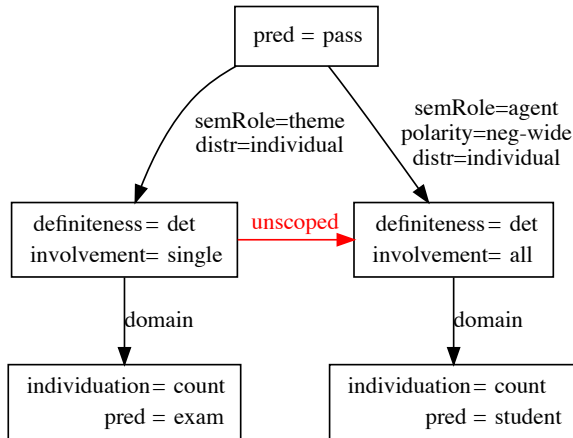 pred = pass
semRole=theme
distr=individual
semRole=agent
polarity=neg-wide
distr=individual
definiteness= det
involvement= single
unscoped
definiteness= det
involvement= all
domain
domain
individuation= count
pred = exam
individuation= count
pred = student